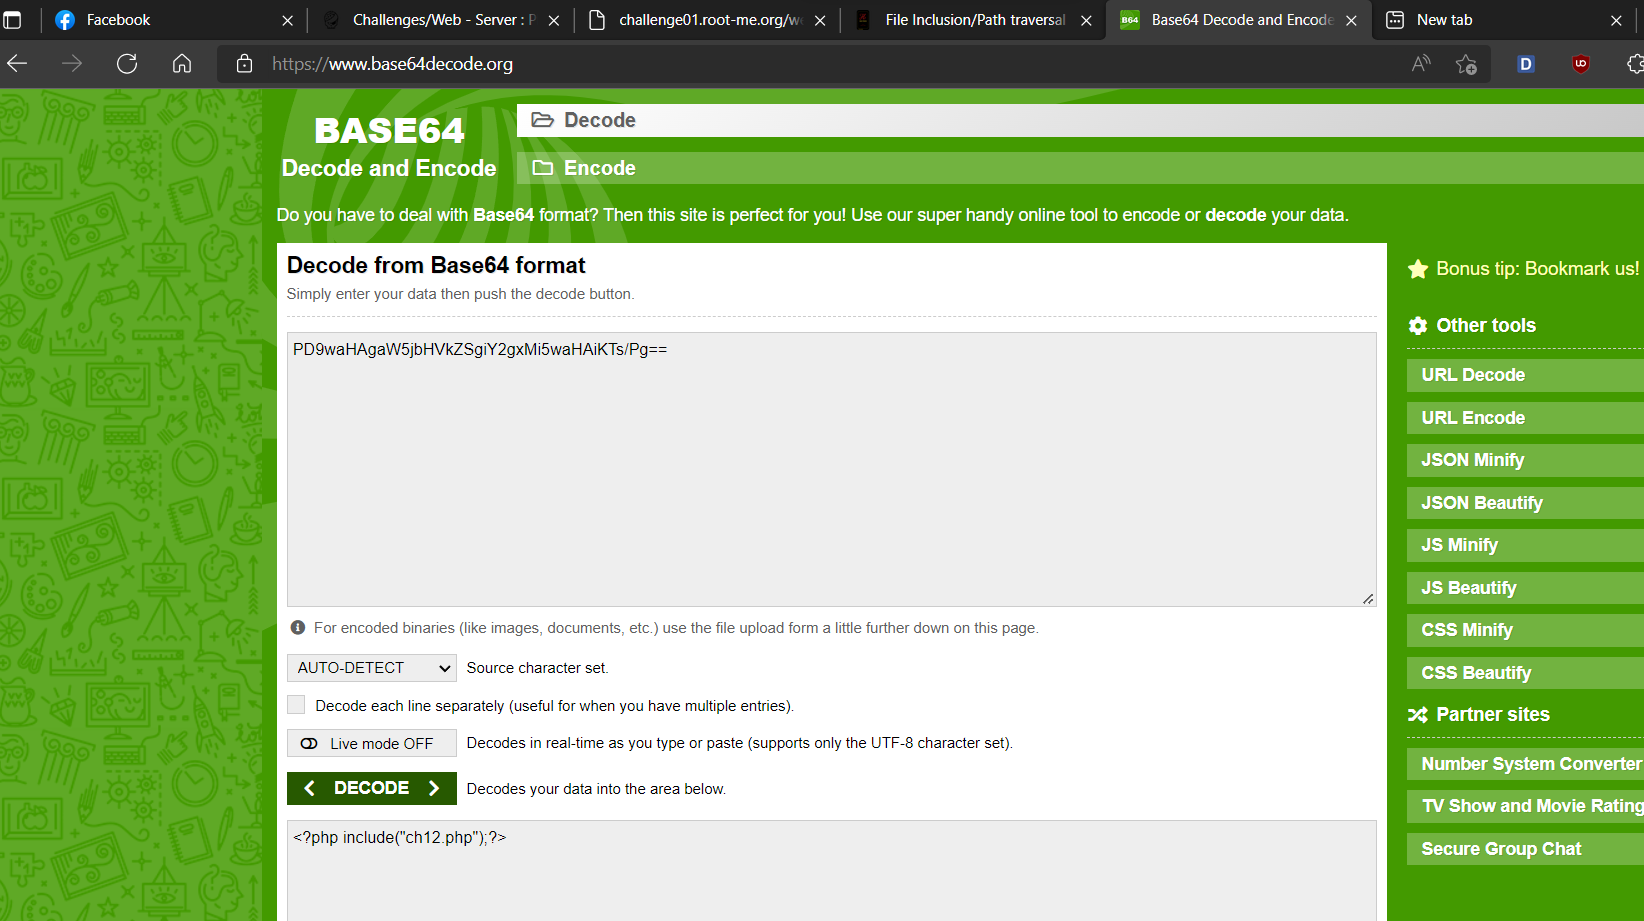 Facebook
Challenges/Web - Server : P
challenge01.root-me.org/w
File Inclusion/Path traversal
B64
Base64 Decode and Encode
New tab
https://www.base64decode.org
BASE64
Decode and Encode
Decode
Encode
Do you have to deal with Base64 format? Then this site is perfect for you! Use our super handy online tool to encode or decode your data.
Decode from Base64 format
Simply enter your data then push the decode button.
PD9waHAgaW5jbHVkZSgiY2gxMi5waHAiKTs/Pg==
For encoded binaries (like images, documents, etc.) use the file upload form a little further down on this page.
AUTO-DETECT
Source character set.
Decode each line separately (useful for when you have multiple entries).
Live mode OFF
Decodes in real-time as you type or paste (supports only the UTF-8 character set).
DECODE
Decodes your data into the area below.
<?php include("ch12.php");?>
Bonus tip: Bookmark us!
Other tools
URL Decode
URL Encode
JSON Minify
JSON Beautify
JS Minify
JS Beautify
CSS Minify
CSS Beautify
Partner sites
Number System Converter
TV Show and Movie Rating
Secure Group Chat